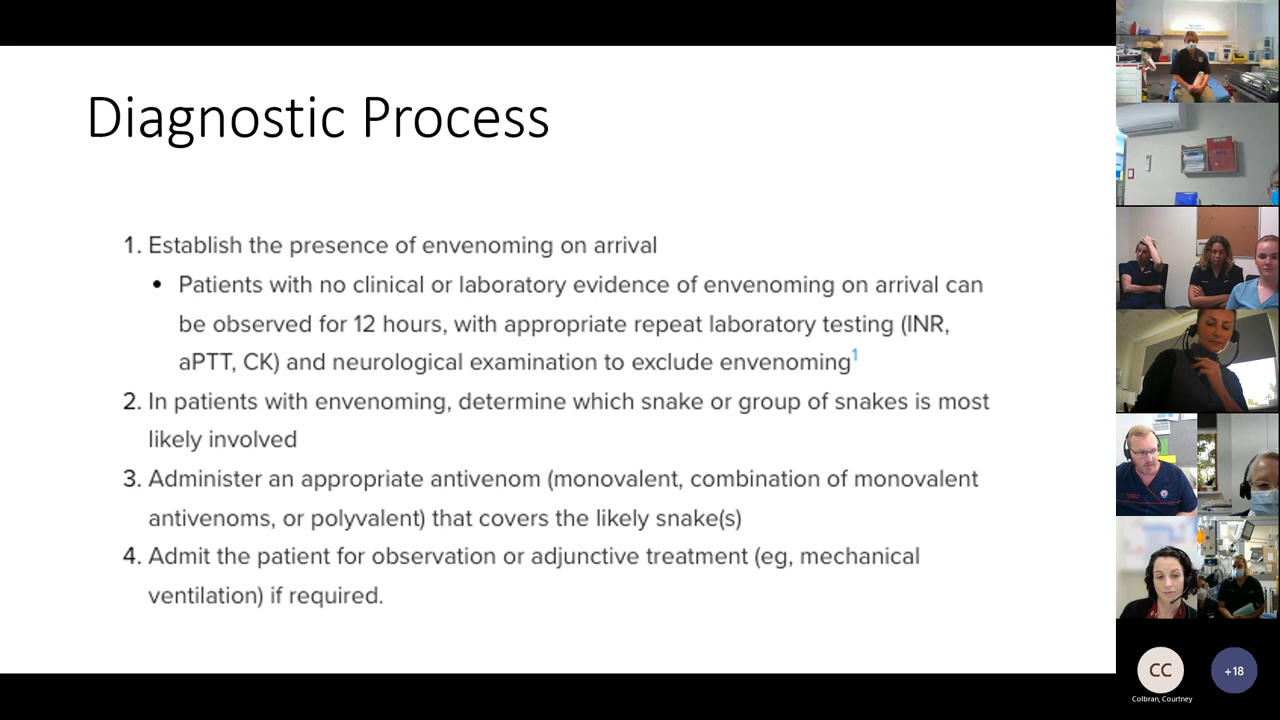 Diagnostic Process
1. Establish the presence of envenoming on arrival
• Patients with no clinical or laboratory evidence of envenoming on arrival can
be observed for 12 hours, with appropriate repeat laboratory testing (INR,
aPTT, CK) and neurological examination to exclude envenoming1
2. In patients with envenoming, determine which snake or group of snakes is most
likely involved
3. Administer an appropriate antivenom (monovalent, combination of monovalent
antivenoms, or polyvalent) that covers the likely snake(s)
4. Admit the patient for observation or adjunctive treatment (eg, mechanical
ventilation) if required.
CC
+18
Colbran, Courtney